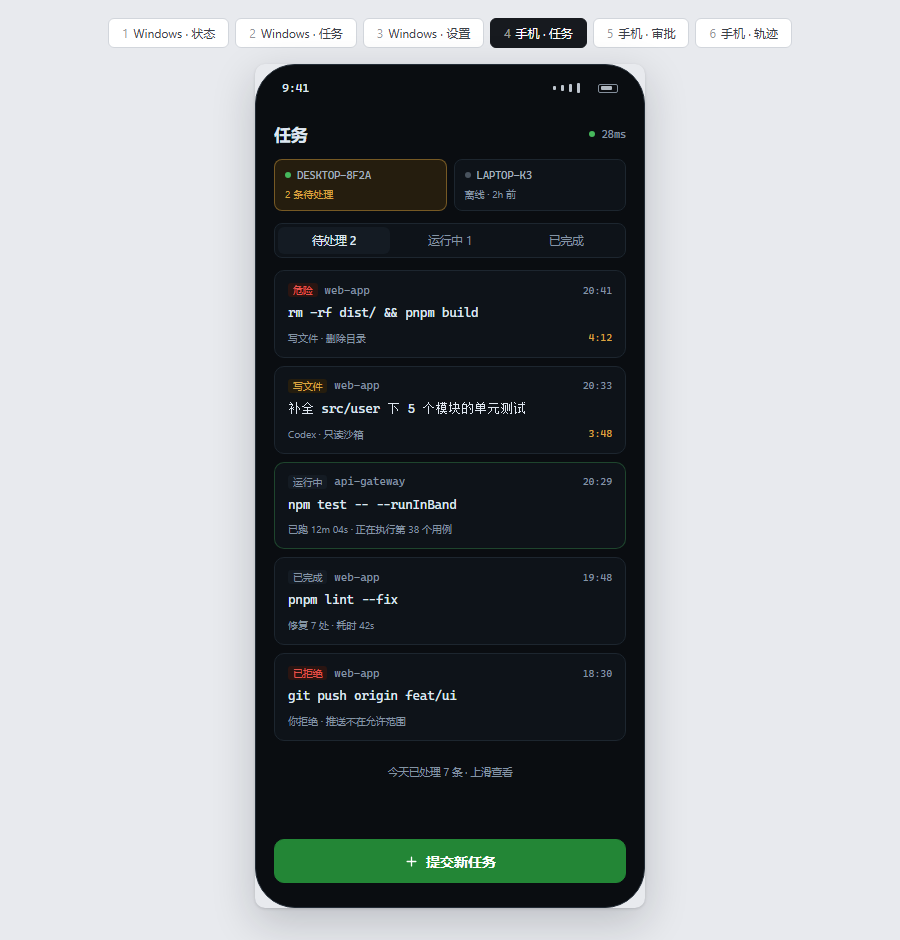 1 Windows · 状态 2 Windows · 任务 3 Windows · 设置 4 手机 · 任务 5 手机 · 审批 6 手机 · 轨迹
9:41
任务 28ms
DESKTOP-8F2A LAPTOP-K3
2 条待处理 离线 · 2h 前
待处理 2 运行中 1 已完成
危险 web-app 20:41
rm -rf dist/ && pnpm build
写文件 · 删除目录 4:12
写文件 web-app 20:33
补全 src/user 下 5 个模块的单元测试
Codex · 只读沙箱 3:48
运行中 api-gateway 20:29
npm test -- --runInBand
已跑 12m 04s · 正在执行第 38 个用例
已完成 web-app 19:48
pnpm lint --fix
修复 7 处 · 耗时 42s
已拒绝 web-app 18:30
git push origin feat/ui
你拒绝 · 推送不在允许范围
今天已处理 7 条 · 上滑查看
+ 提交新任务